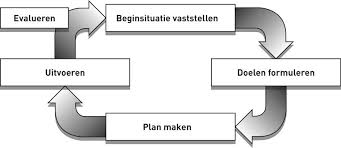 Evalueren
Beginsituatie vaststellen
Uitvoeren
Doelen formuleren
Plan maken